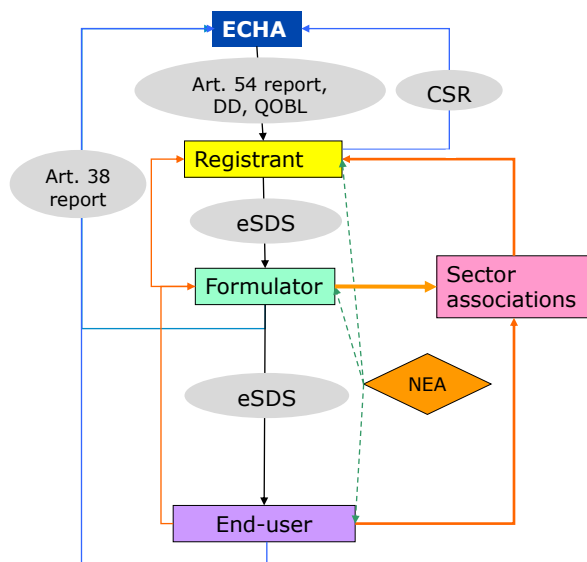 ECHA
Art. 54 report,
DD, QOBL
CSR
Registrant
Art. 38
report
eSDS
Formulator
Sector
associations
NEA
eSDS
End-user